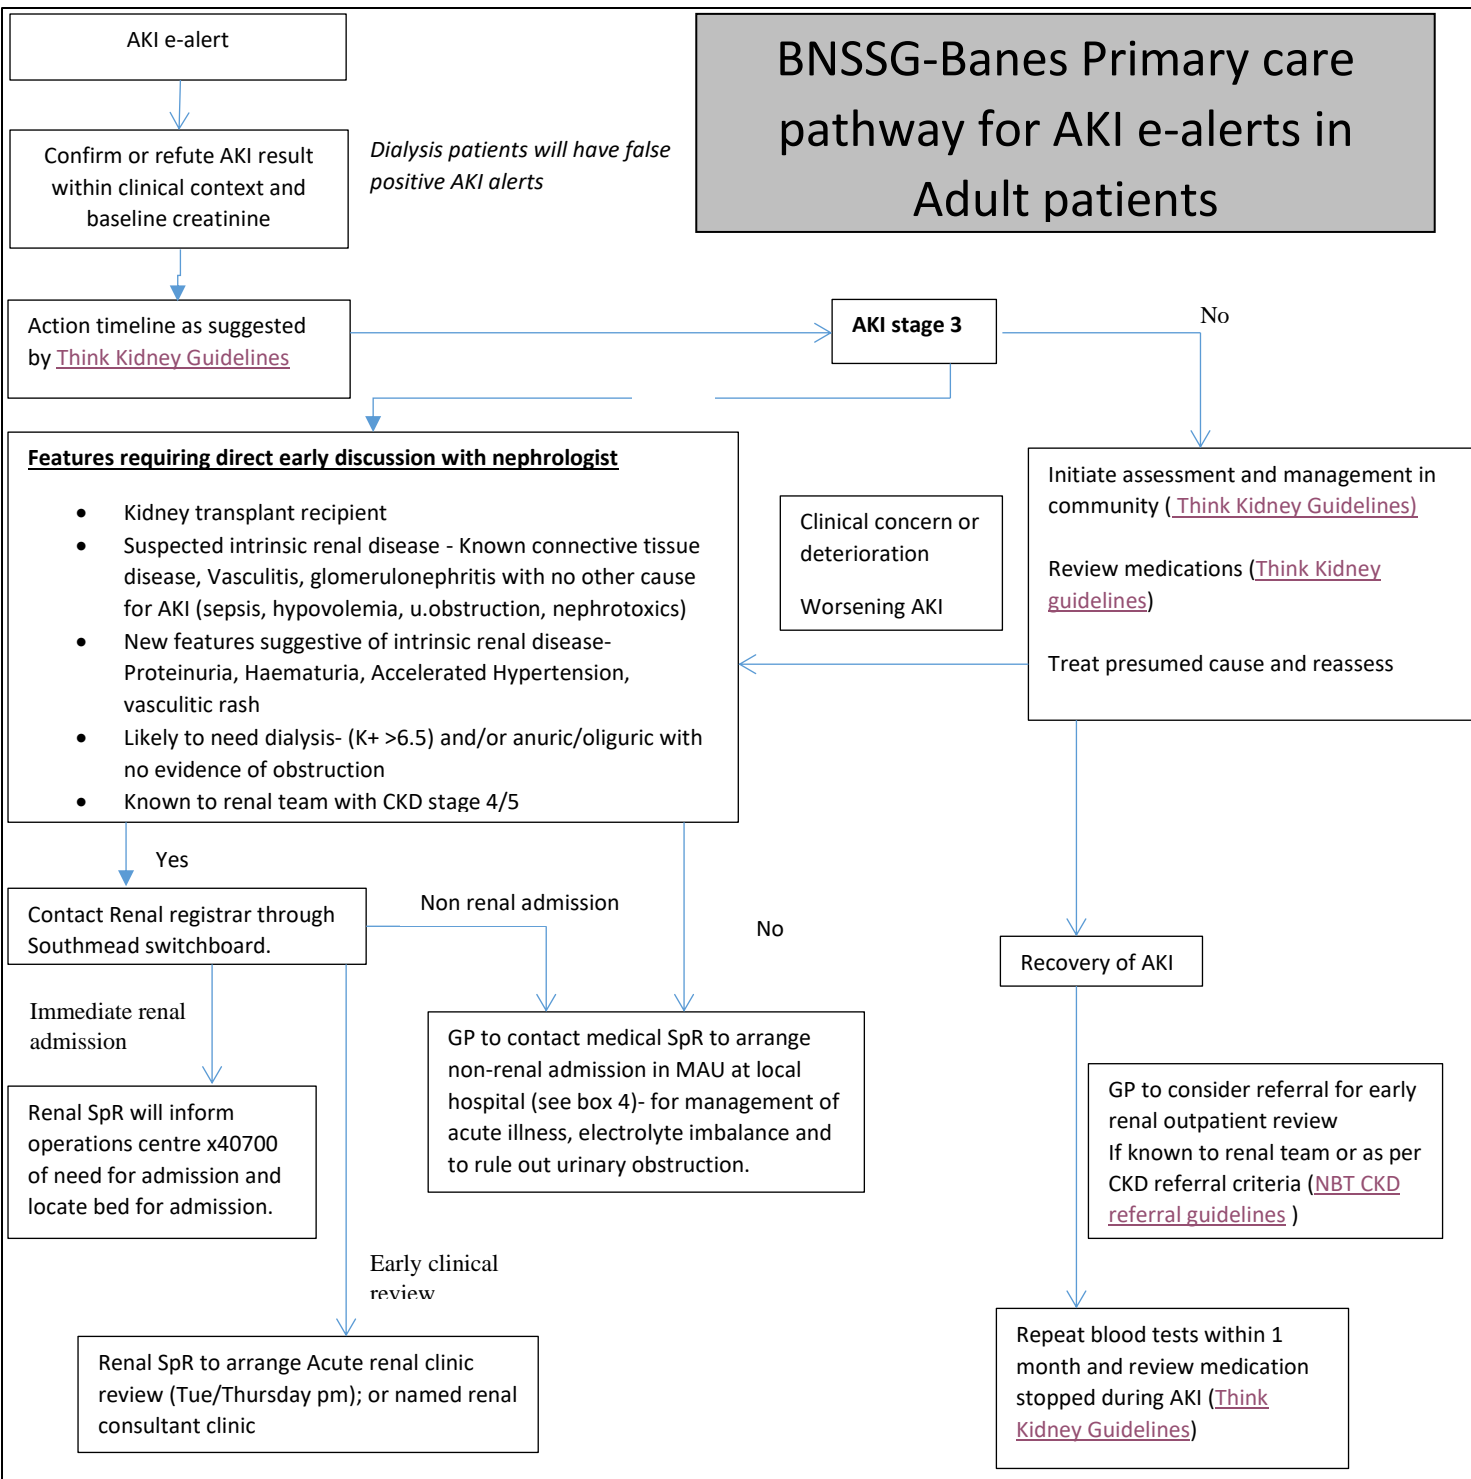 AKI e-alert
BNSSG-Banes Primary care
pathway for AKI e-alerts in
Adult patients
Confirm or refute AKI result
within clinical context and
baseline creatinine
Dialysis patients will have false
positive AKI alerts
Action timeline as suggested
by Think Kidney Guidelines
AKI stage 3
No
Features requiring direct early discussion with nephrologist
• Kidney transplant recipient
• Suspected intrinsic renal disease - Known connective tissue
disease, Vasculitis, glomerulonephritis with no other cause
for AKI (sepsis, hypovolemia, u.obstruction, nephrotoxics)
• New features suggestive of intrinsic renal disease-
Proteinuria, Haematuria, Accelerated Hypertension,
vasculitic rash
• Likely to need dialysis- (K+ >6.5) and/or anuric/oliguric with
no evidence of obstruction
• Known to renal team with CKD stage 4/5
Clinical concern or
deterioration
Worsening AKI
Initiate assessment and management in
community ( Think Kidney Guidelines)
Review medications (Think Kidney
guidelines)
Treat presumed cause and reassess
Yes
Contact Renal registrar through
Southmead switchboard.
Non renal admission
No
Recovery of AKI
Immediate renal
admission
GP to contact medical SpR to arrange
non-renal admission in MAU at local
hospital (see box 4)- for management of
acute illness, electrolyte imbalance and
to rule out urinary obstruction.
Renal SpR will inform
operations centre x40700
of need for admission and
locate bed for admission.
GP to consider referral for early
renal outpatient review
If known to renal team or as per
CKD referral criteria (NBT CKD
referral guidelines )
Early clinical
review
Renal SpR to arrange Acute renal clinic
review (Tue/Thursday pm); or named renal
consultant clinic
Repeat blood tests within 1
month and review medication
stopped during AKI (Think
Kidney Guidelines)